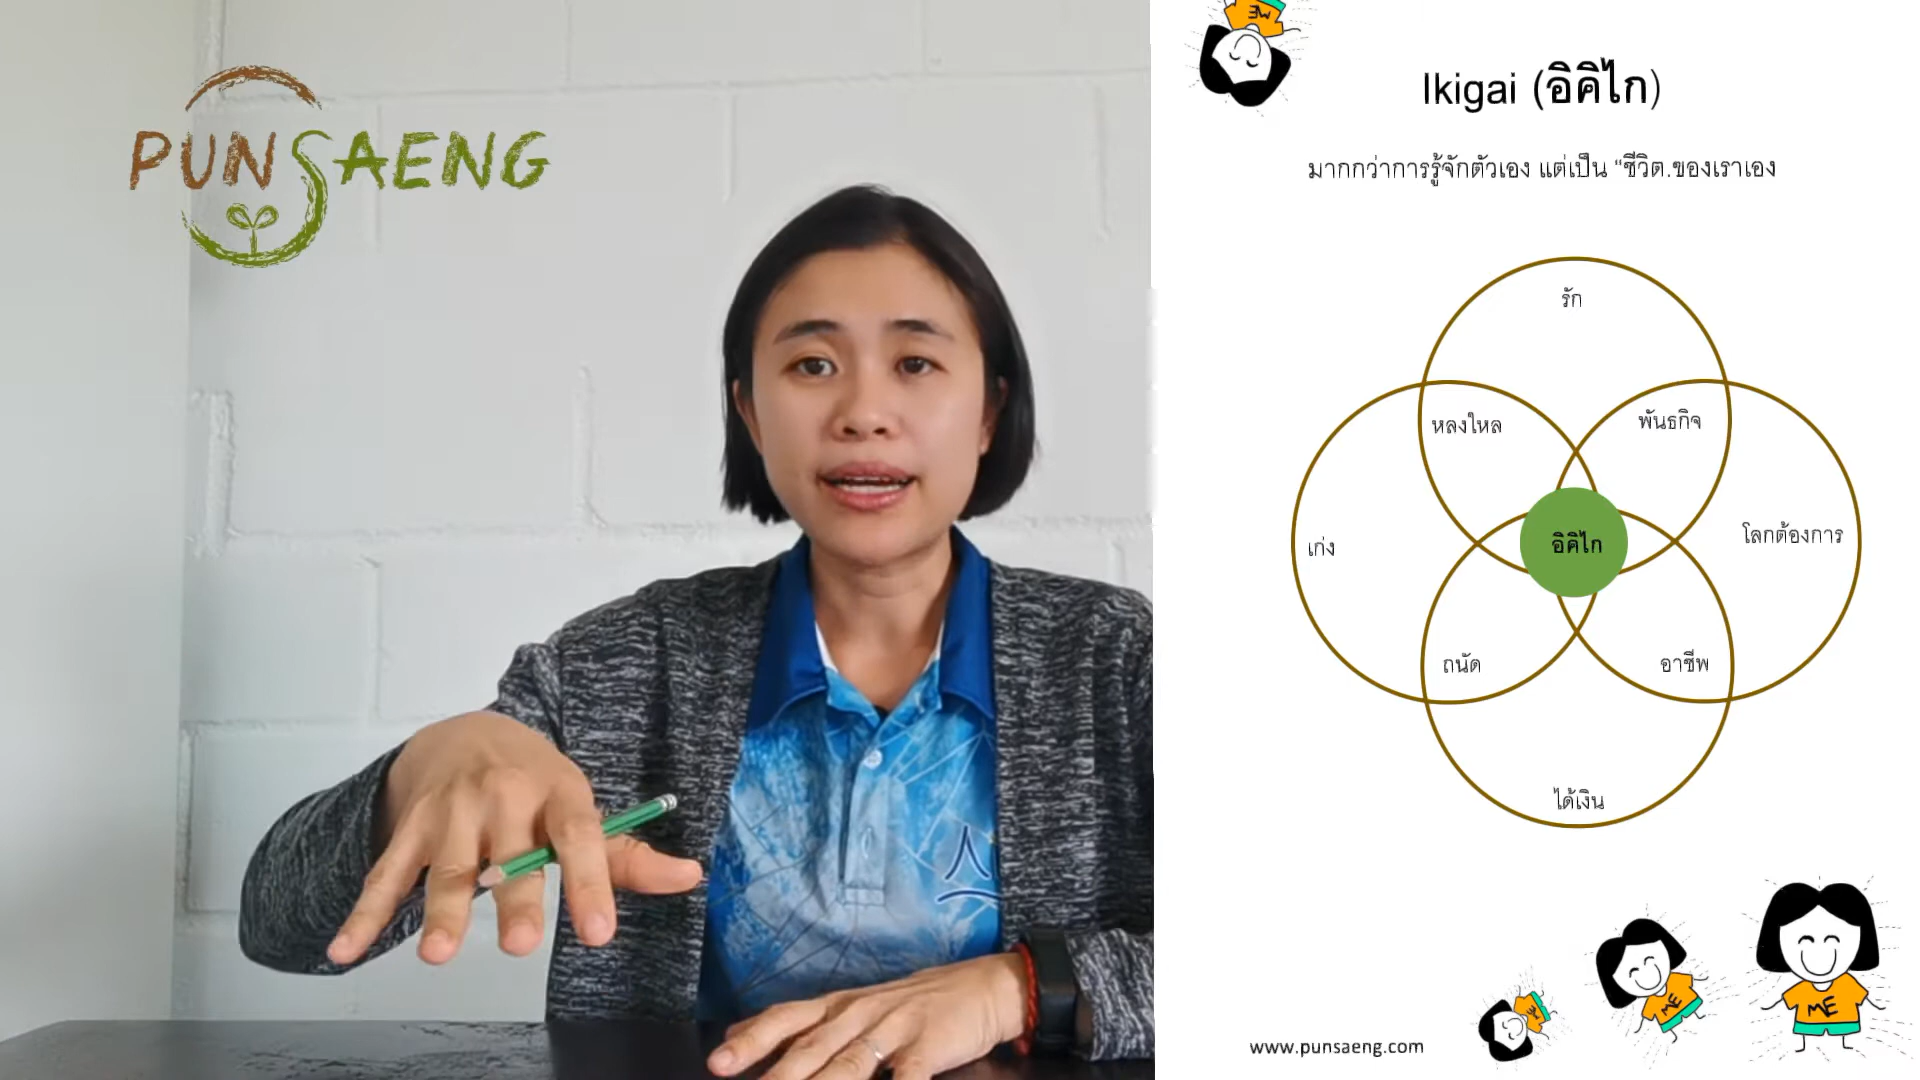 PUNSAENG
Ikigai (อิคิไก)
มากกว่าการรู้จักตัวเอง แต่เป็น “ชีวิต.ของเราเอง
รัก
หลงใหล
พันธกิจ
เก่ง
อิคิไก
โลกต้องการ
ถนัด
อาชีพ
ได้เงิน
www.punsaeng.com
ME
ME
ME
ME